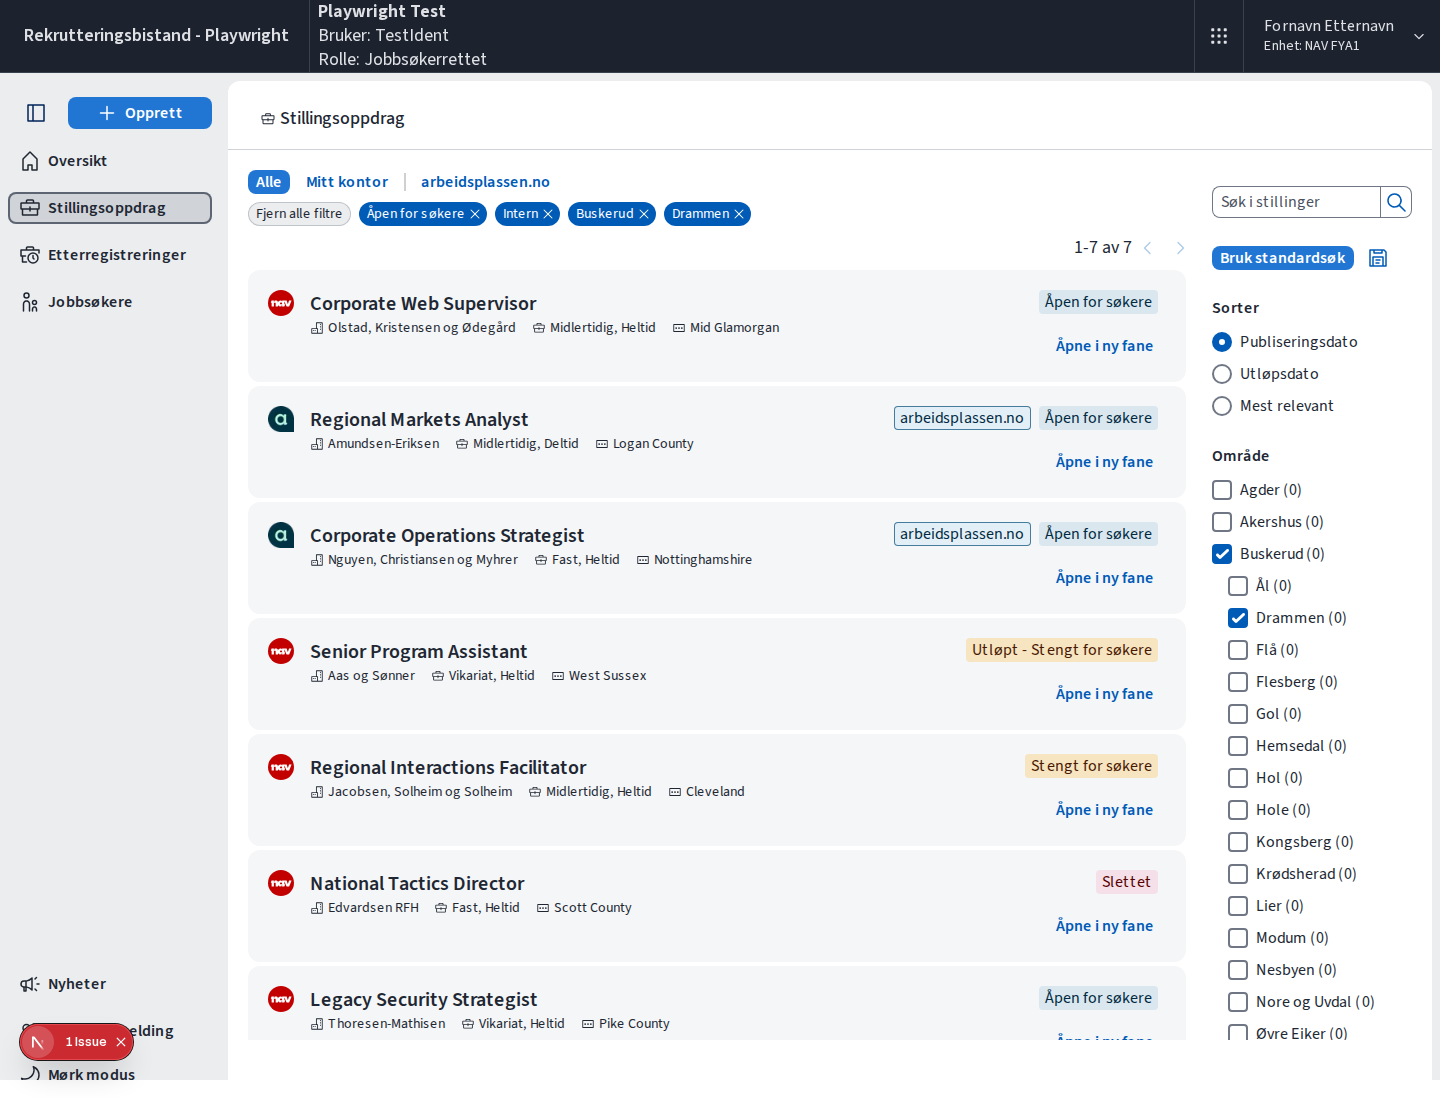 Rekrutteringsbistand - Playwright
Playwright Test
Bruker: TestIdent
Rolle: Jobbsøkerrettet
Fornavn Etternavn
Enhet: NAV FYA1
Opprett
Oversikt
Stillingsoppdrag
Etterregistreringer
Jobbsøkere
Nyheter
elding
1 Issue
Mørk modus
Stillingsoppdrag
Alle
Mitt kontor
arbeidsplassen.no
Fjern alle filtre
Åpen for søkere
Intern
Buskerud
Drammen
1-7 av 7
nav
Corporate Web Supervisor
Olstad, Kristensen og Ødegård
Midlertidig, Heltid
Mid Glamorgan
Åpen for søkere
Åpne i ny fane
a
Regional Markets Analyst
Amundsen-Eriksen
Midlertidig, Deltid
Logan County
arbeidsplassen.no
Åpen for søkere
Åpne i ny fane
a
Corporate Operations Strategist
Nguyen, Christiansen og Myhrer
Fast, Heltid
Nottinghamshire
arbeidsplassen.no
Åpen for søkere
Åpne i ny fane
nav
Senior Program Assistant
Aas og Sønner
Vikariat, Heltid
West Sussex
Utløpt - Stengt for søkere
Åpne i ny fane
nav
Regional Interactions Facilitator
Jacobsen, Solheim og Solheim
Midlertidig, Heltid
Cleveland
Stengt for søkere
Åpne i ny fane
nav
National Tactics Director
Edvardsen RFH
Fast, Heltid
Scott County
Slettet
Åpne i ny fane
nav
Legacy Security Strategist
Thoresen-Mathisen
Vikariat, Heltid
Pike County
Åpen for søkere
Åpne i ny fane
Søk i stillinger
Bruk standardsøk
Sorter
Publiseringsdato
Utløpsdato
Mest relevant
Område
Agder (0)
Akershus (0)
Buskerud (0)
Ål (0)
Drammen (0)
Flå (0)
Flesberg (0)
Gol (0)
Hemsedal (0)
Hol (0)
Hole (0)
Kongsberg (0)
Krødsherad (0)
Lier (0)
Modum (0)
Nesbyen (0)
Nore og Uvdal (0)
Øvre Eiker (0)